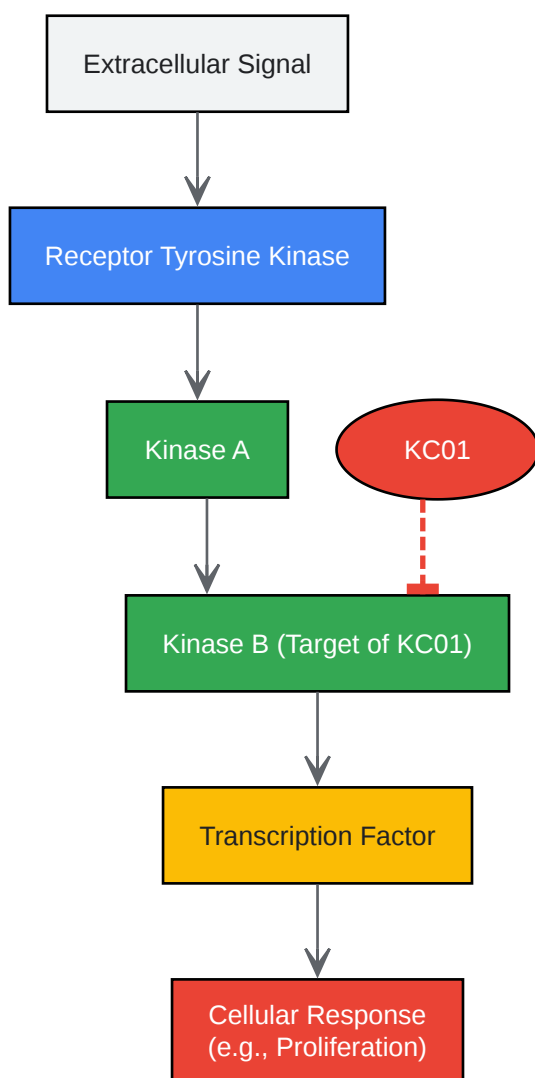 Extracellular Signal
Receptor Tyrosine Kinase
Kinase A
KC01
Kinase B (Target of KC01)
Transcription Factor
Cellular Response
(e.g., Proliferation)